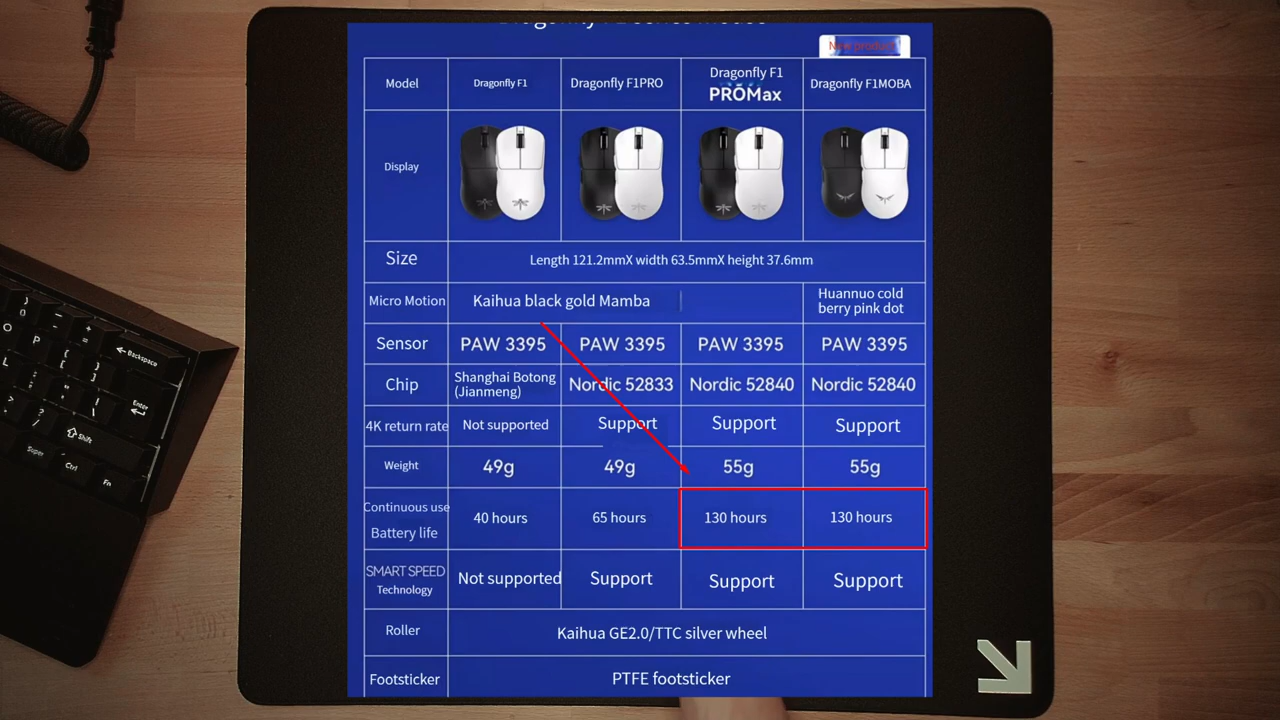 New product
Model
Dragonfly F1
Dragonfly F1PRO
Dragonfly F1
PROMax
Dragonfly F1MOBA
Display
Size
Length 121.2mmX width 63.5mmX height 37.6mm
Micro Motion
Kaihua black gold Mamba
Huannuo cold
berry pink dot
Sensor
PAW 3395
PAW 3395
PAW 3395
PAW 3395
Chip
Shanghai Botong
(Jianmeng)
Nordic 52833
Nordic 52840
Nordic 52840
4K return rate
Not supported
Support
Support
Support
Weight
49g
49g
55g
55g
Continuous use
Battery life
40 hours
65 hours
130 hours
130 hours
SMART SPEED
Technology
Not supported
Support
Support
Support
Roller
Kaihua GE2.0/TTC silver wheel
Footsticker
PTFE footsticker
Backspace
Enter
Shift
Super
Ctrl
Fn
O
P
L